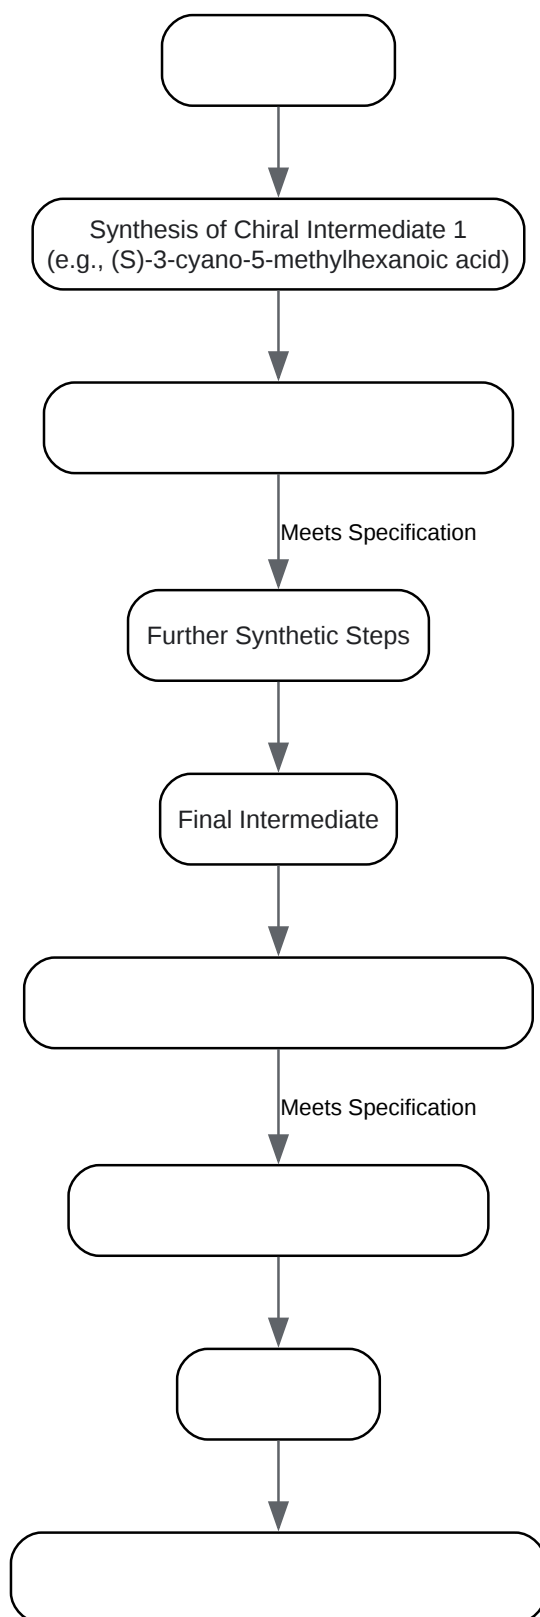 Synthesis of Chiral Intermediate 1
(e.g., (S)-3-cyano-5-methylhexanoic acid)
Meets Specification
Further Synthetic Steps
Final Intermediate
Meets Specification